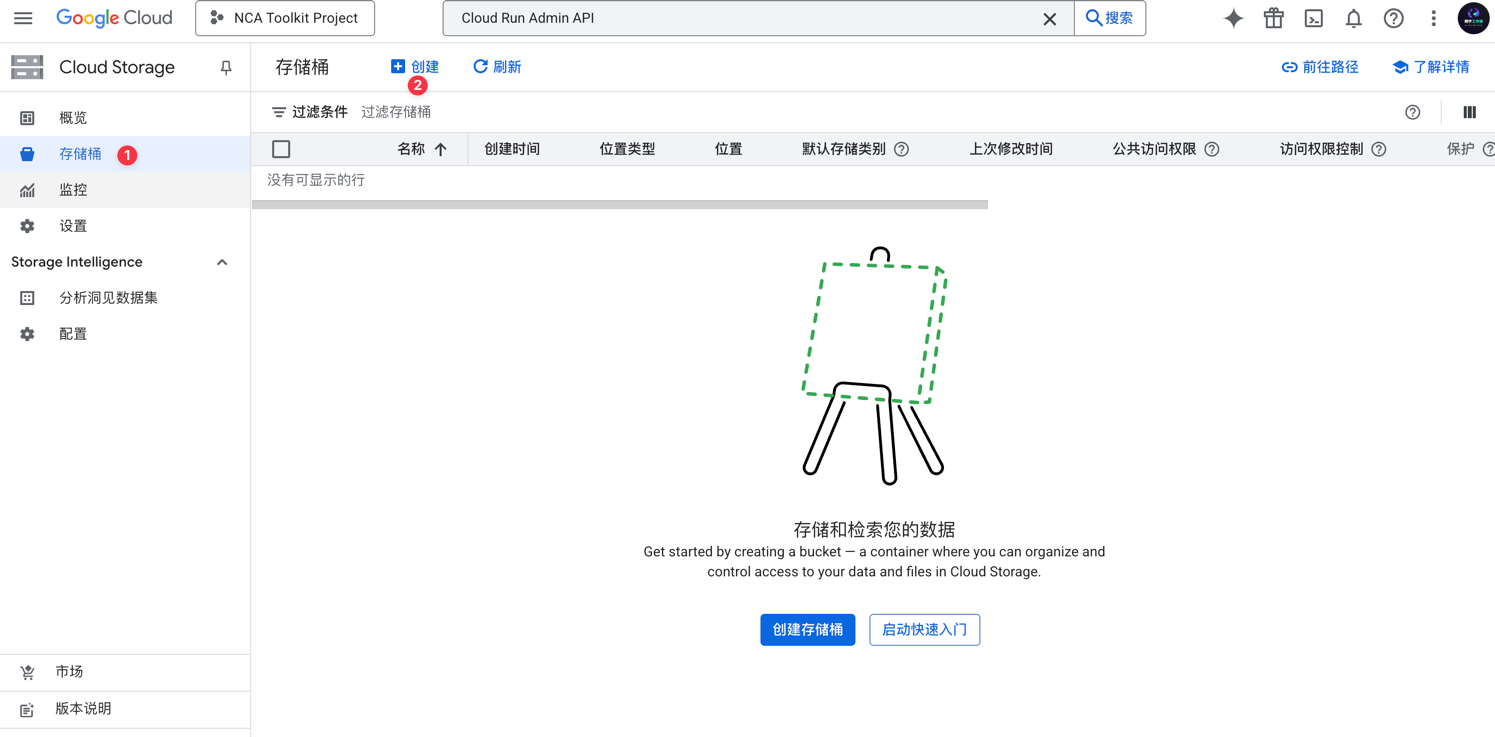 Google Cloud
NCA Toolkit Project
Cloud Run Admin API
搜索
Cloud Storage
存储桶
创建
刷新
前往路径
了解详情
2
概览
存储桶
1
监控
设置
Storage Intelligence
分析洞见数据集
配置
市场
版本说明
过滤条件 过滤存储桶
名称 创建时间 位置类型 位置 默认存储类别 上次修改时间 公共访问权限 访问权限控制 保护
没有可显示的行
存储和检索您的数据
Get started by creating a bucket — a container where you can organize and
control access to your data and files in Cloud Storage.
创建存储桶 启动快速入门